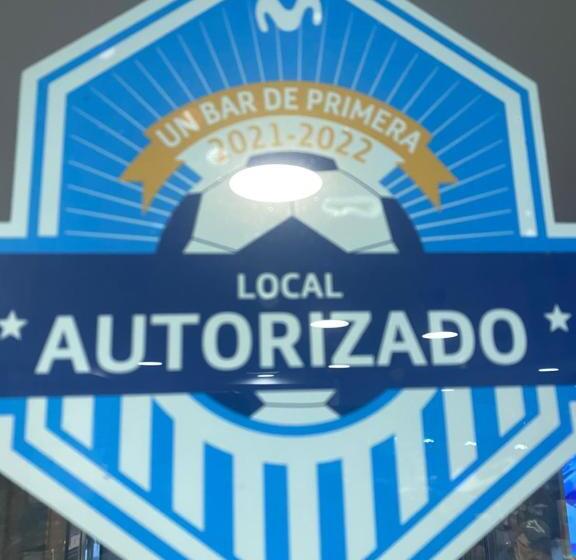 UN BAR DE PRIMERA
2021-2022
LOCAL
AUTORIZADO